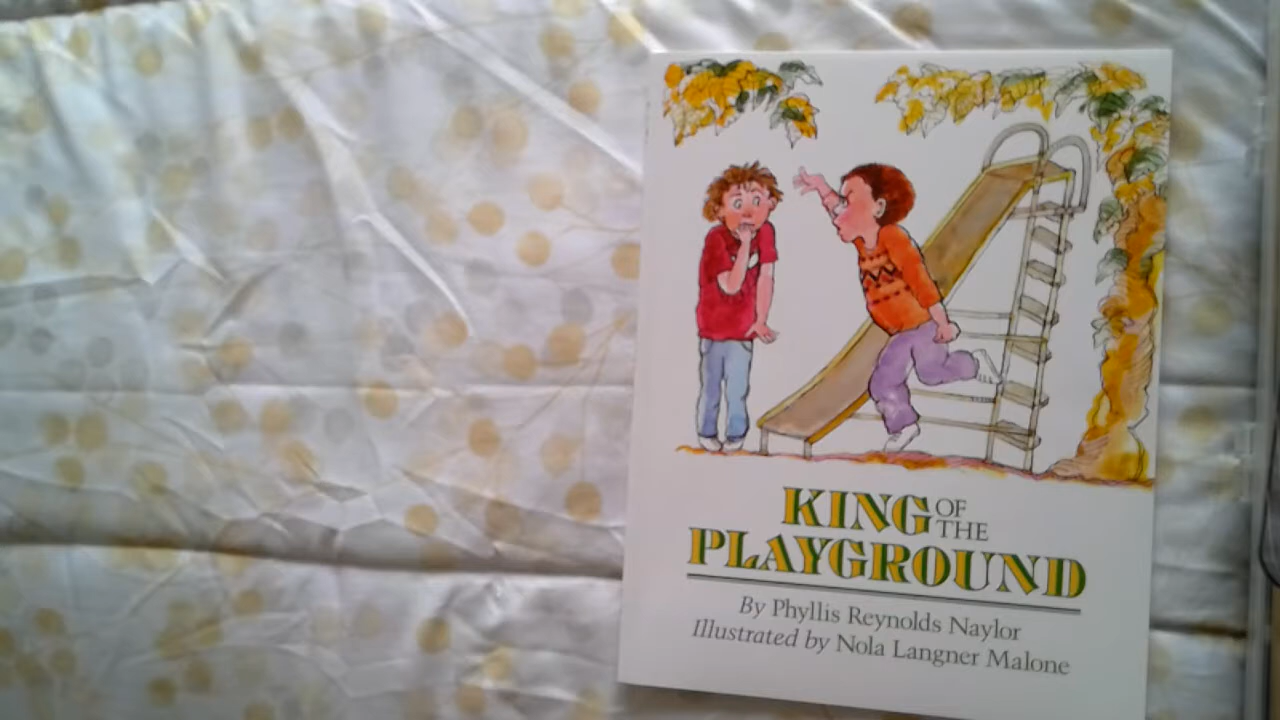 KING OF
THE
PLAYGROUND
By Phyllis Reynolds Naylor
Illustrated by Nola Langner Malone